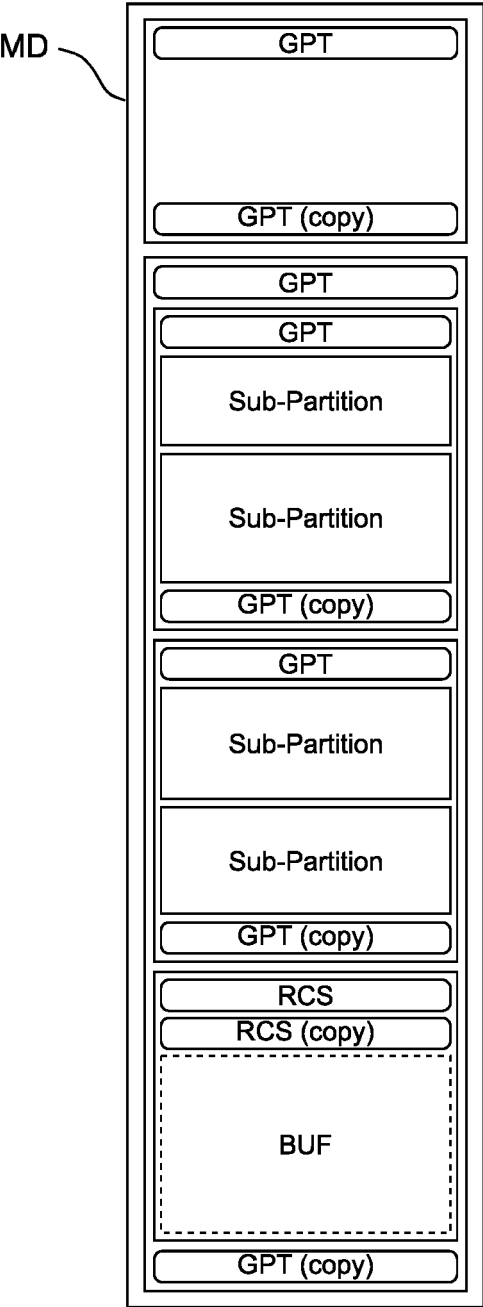 MD
GPT
GPT (copy)
GPT
GPT
Sub-Partition
Sub-Partition
GPT (copy)
GPT
Sub-Partition
Sub-Partition
GPT (copy)
RCS
RCS (copy)
BUF
GPT (copy)